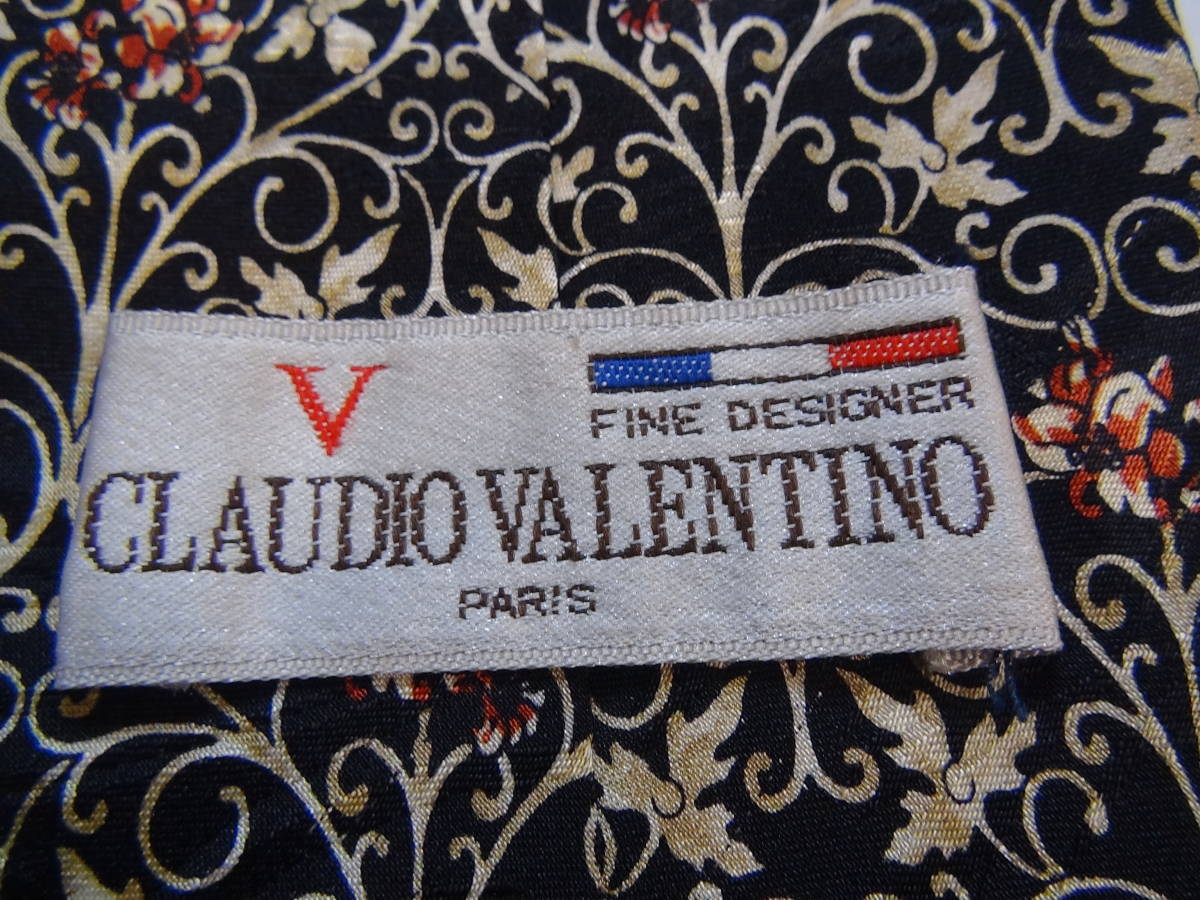 V
FINE DESIGNER
CLAUDIO VALENTINO
PARIS